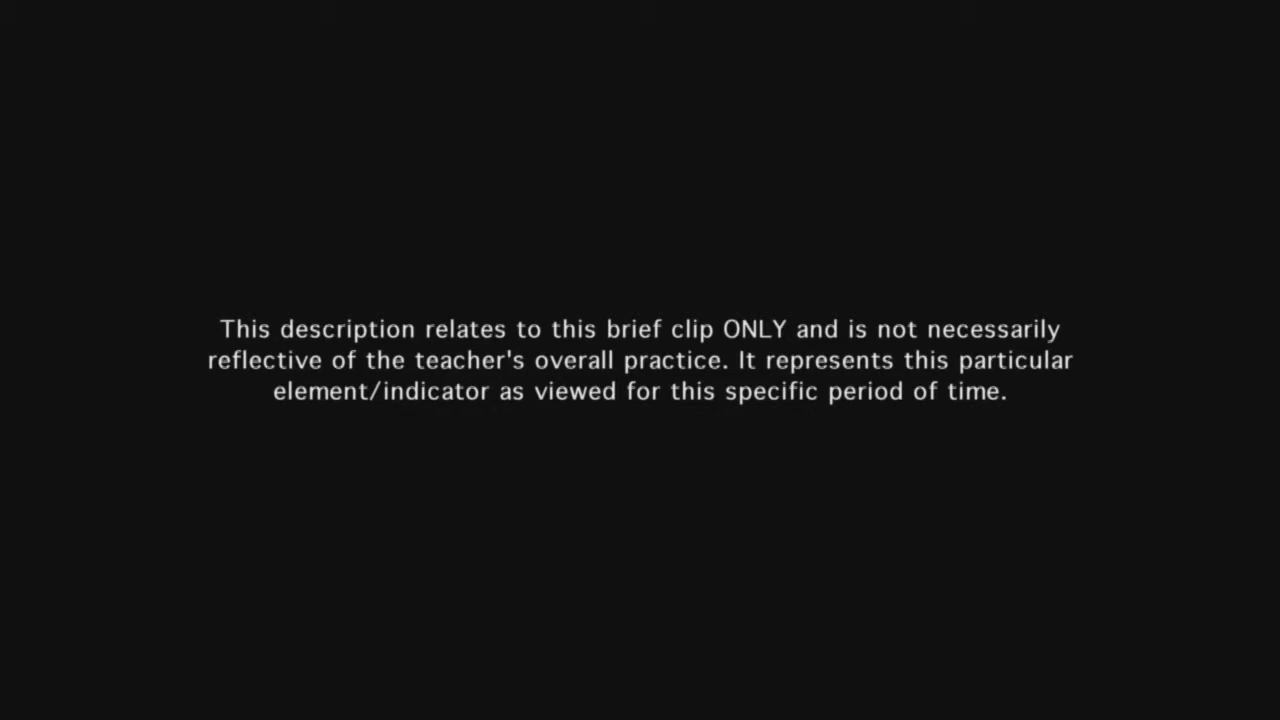 This description relates to this brief clip ONLY and is not necessarily
reflective of the teacher's overall practice. It represents this particular
element/indicator as viewed for this specific period of time.